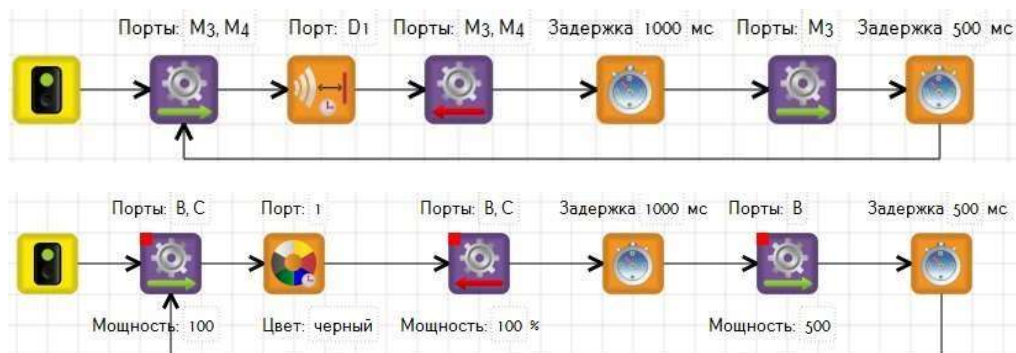 Порты: M3, M4 Порт: D1 Порты: M3, M4 Задержка 1000 мс Порты: M3 Задержка 500 мс
Порты: B, C Порт: 1 Порты: B, C Задержка 1000 мс Порты: B Задержка 500 мс
Мощность: 100 Цвет: черный Мощность: 100 % Мощность: 500